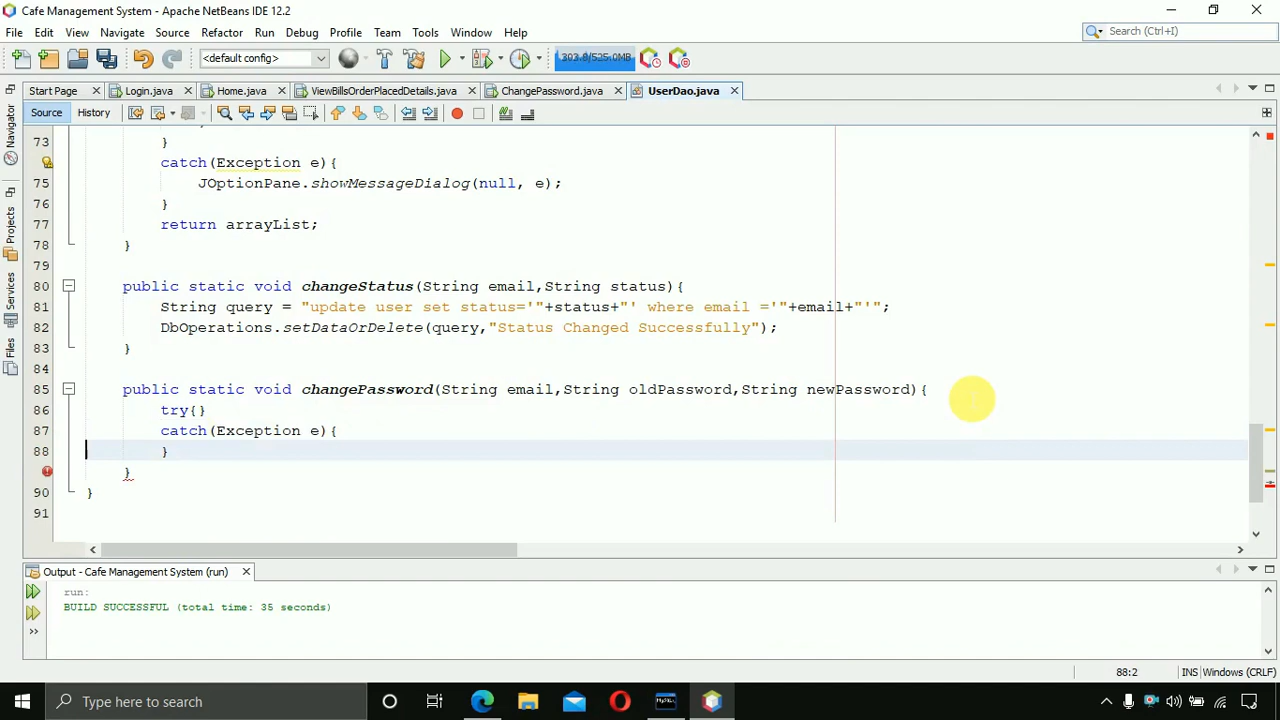 Cafe Management System - Apache NetBeans IDE 12.2
File Edit View Navigate Source Refactor Run Debug Profile Team Tools Window Help
Search (Ctrl+I)
<default config>
303.9/525.0MB
Start Page Login.java Home.java ViewBillsOrderPlacedDetails.java ChangePassword.java UserDao.java
Source History
Navigator
Projects
Services
Files
73 }
catch(Exception e){
75 JOptionPane.showMessageDialog(null, e);
76 }
77 return arrayList;
78 }
79
80 public static void changeStatus(String email,String status){
81 String query = "update user set status='"+status+"' where email ='"+email+"'";
82 DbOperations.setDataOrDelete(query,"Status Changed Successfully");
83 }
84
85 public static void changePassword(String email,String oldPassword,String newPassword){
86 try{}
87 catch(Exception e){
88 }
}
90 }
91
Output - Cafe Management System (run)
run:
BUILD SUCCESSFUL (total time: 35 seconds)
88:2 INS Windows (CRLF)
Type here to search